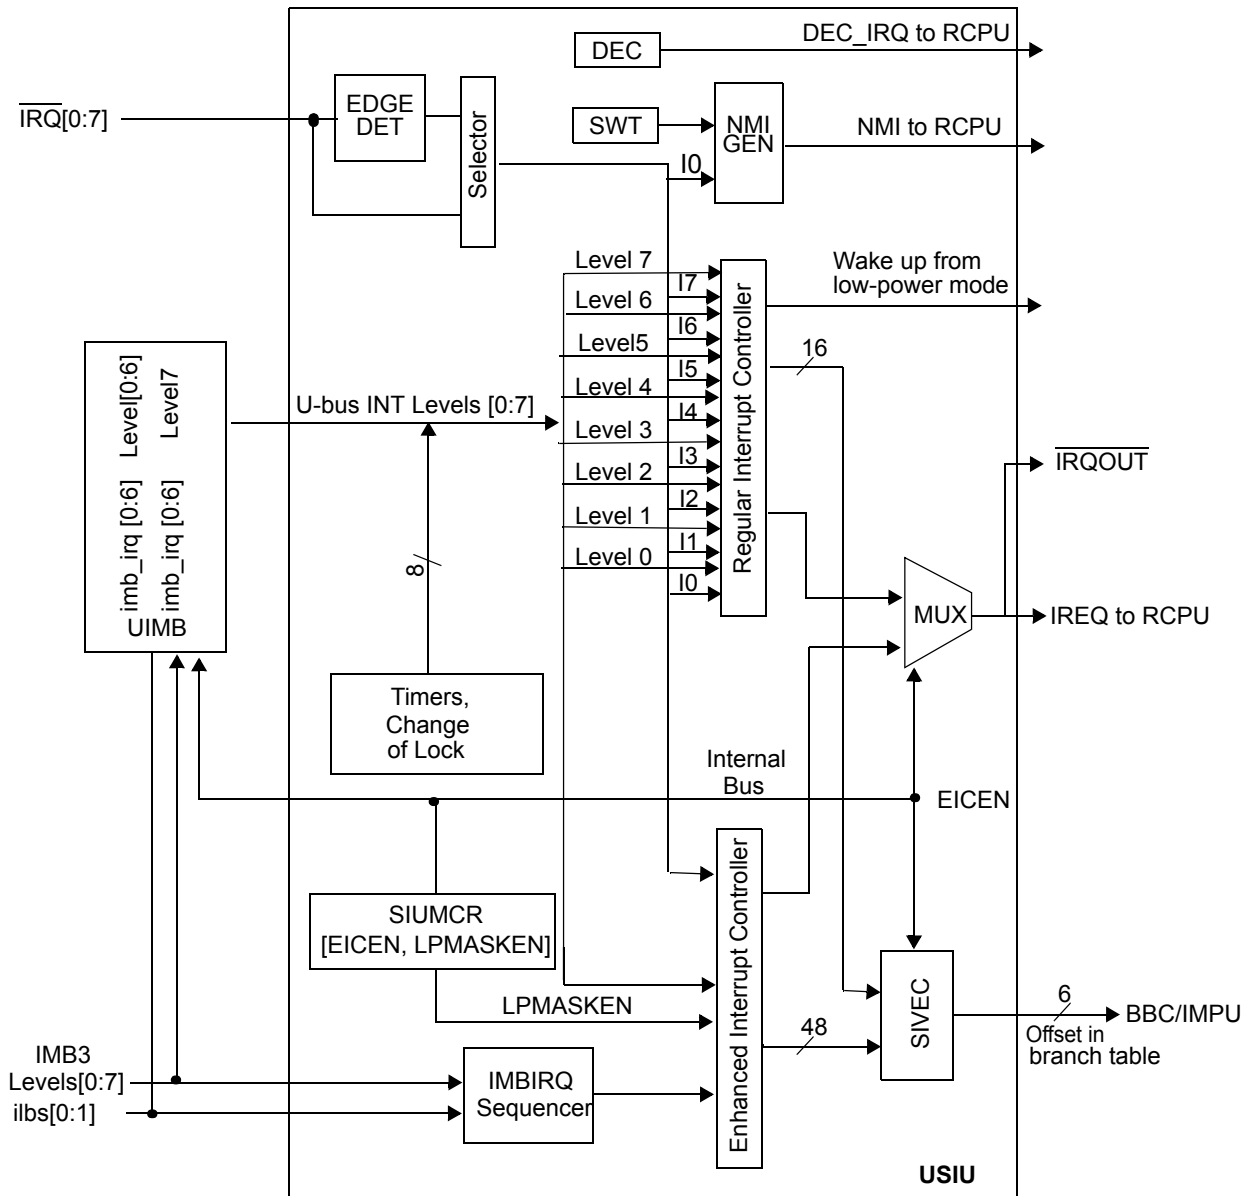 DEC_IRQ to RCPU
DEC
IRQ[0:7]
EDGE
DET
Selector
SWT
NMI
GEN
NMI to RCPU
I0
Level 7
I7
Level 6
I6
Level5
I5
Level 4
I4
Level 3
I3
Level 2
I2
Level 1
I1
Level 0
I0
Regular Interrupt Controller
Wake up from
low-power mode
16
Level[0:6]
Level7
imb_irq [0:6]
imb_irq [0:6]
UIMB
U-bus INT Levels [0:7]
8
IRQOUT
MUX
IREQ to RCPU
Timers,
Change
of Lock
Internal
Bus
EICEN
SIUMCR
[EICEN, LPMASKEN]
LPMASKEN
Enhanced Interrupt Controller
48
SIVEC
6
Offset in
branch table
BBC/IMPU
IMB3
Levels[0:7]
ilbs[0:1]
IMBIRQ
Sequencer
USIU